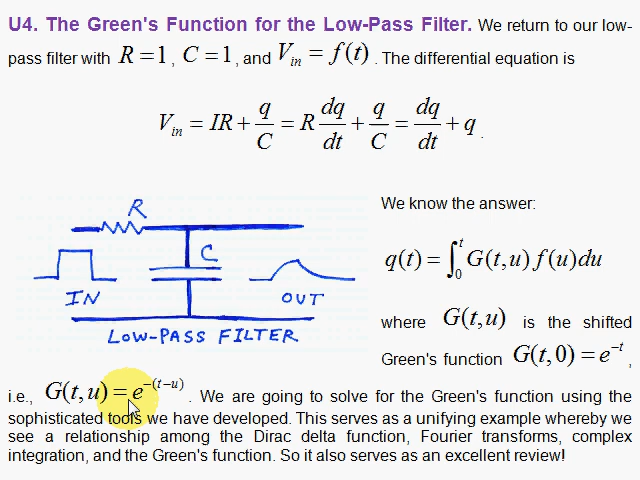 U4. The Green's Function for the Low-Pass Filter. We return to our low-
pass filter with R = 1, C = 1, and V_in = f(t). The differential equation is
V_in = IR + q/C = R dq/dt + q/C = dq/dt + q.
R
C
IN
OUT
LOW-PASS FILTER
We know the answer:
q(t) = ∫_0^t G(t,u) f(u)du
where G(t,u) is the shifted
Green's function G(t,0) = e^{-t},
i.e., G(t,u) = e^{-(t-u)}. We are going to solve for the Green's function using the
sophisticated tools we have developed. This serves as a unifying example whereby we
see a relationship among the Dirac delta function, Fourier transforms, complex
integration, and the Green's function. So it also serves as an excellent review!